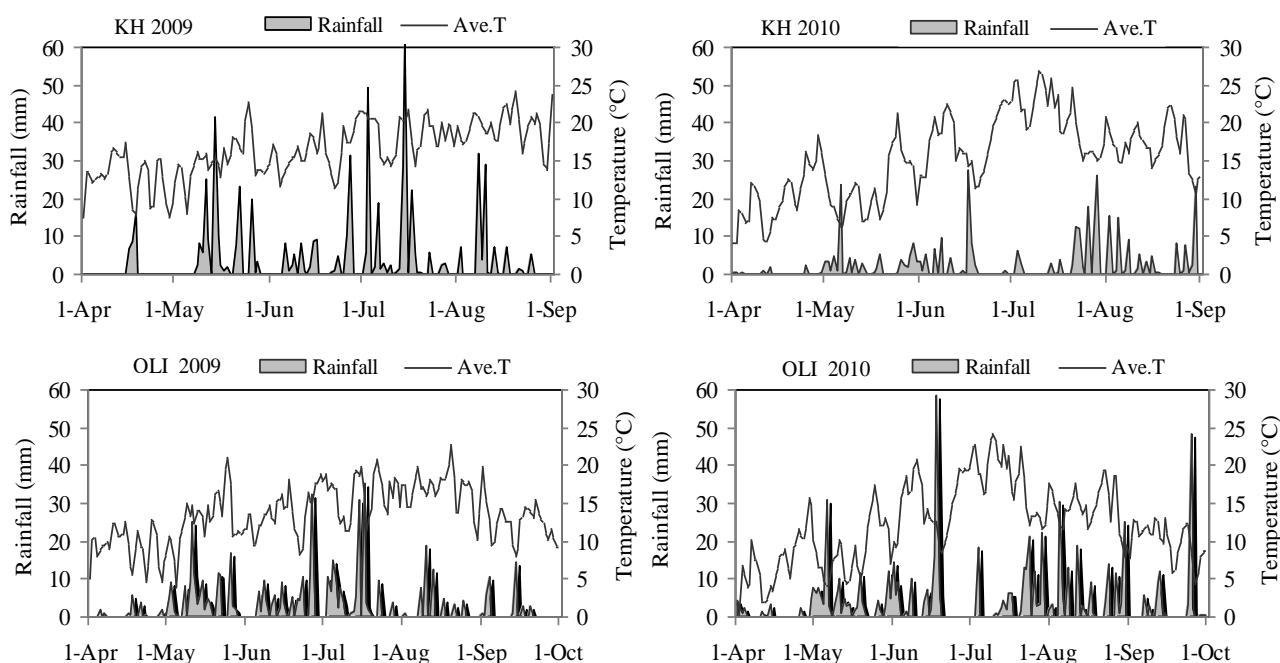 KH 2009 Rainfall Ave.T
60 30
50 25
40 20
30 15
20 10
10 5
0 0
Rainfall (mm)
Temperature (°C)
1-Apr 1-May 1-Jun 1-Jul 1-Aug 1-Sep
KH 2010 Rainfall Ave.T
60 30
50 25
40 20
30 15
20 10
10 5
0 0
Rainfall (mm)
Temperature (°C)
1-Apr 1-May 1-Jun 1-Jul 1-Aug 1-Sep
OLI 2009 Rainfall Ave.T
60 30
50 25
40 20
30 15
20 10
10 5
0 0
Rainfall (mm)
Temperature (°C)
1-Apr 1-May 1-Jun 1-Jul 1-Aug 1-Sep 1-Oct
OLI 2010 Rainfall Ave.T
60 30
50 25
40 20
30 15
20 10
10 5
0 0
Rainfall (mm)
Temperature (°C)
1-Apr 1-May 1-Jun 1-Jul 1-Aug 1-Sep 1-Oct